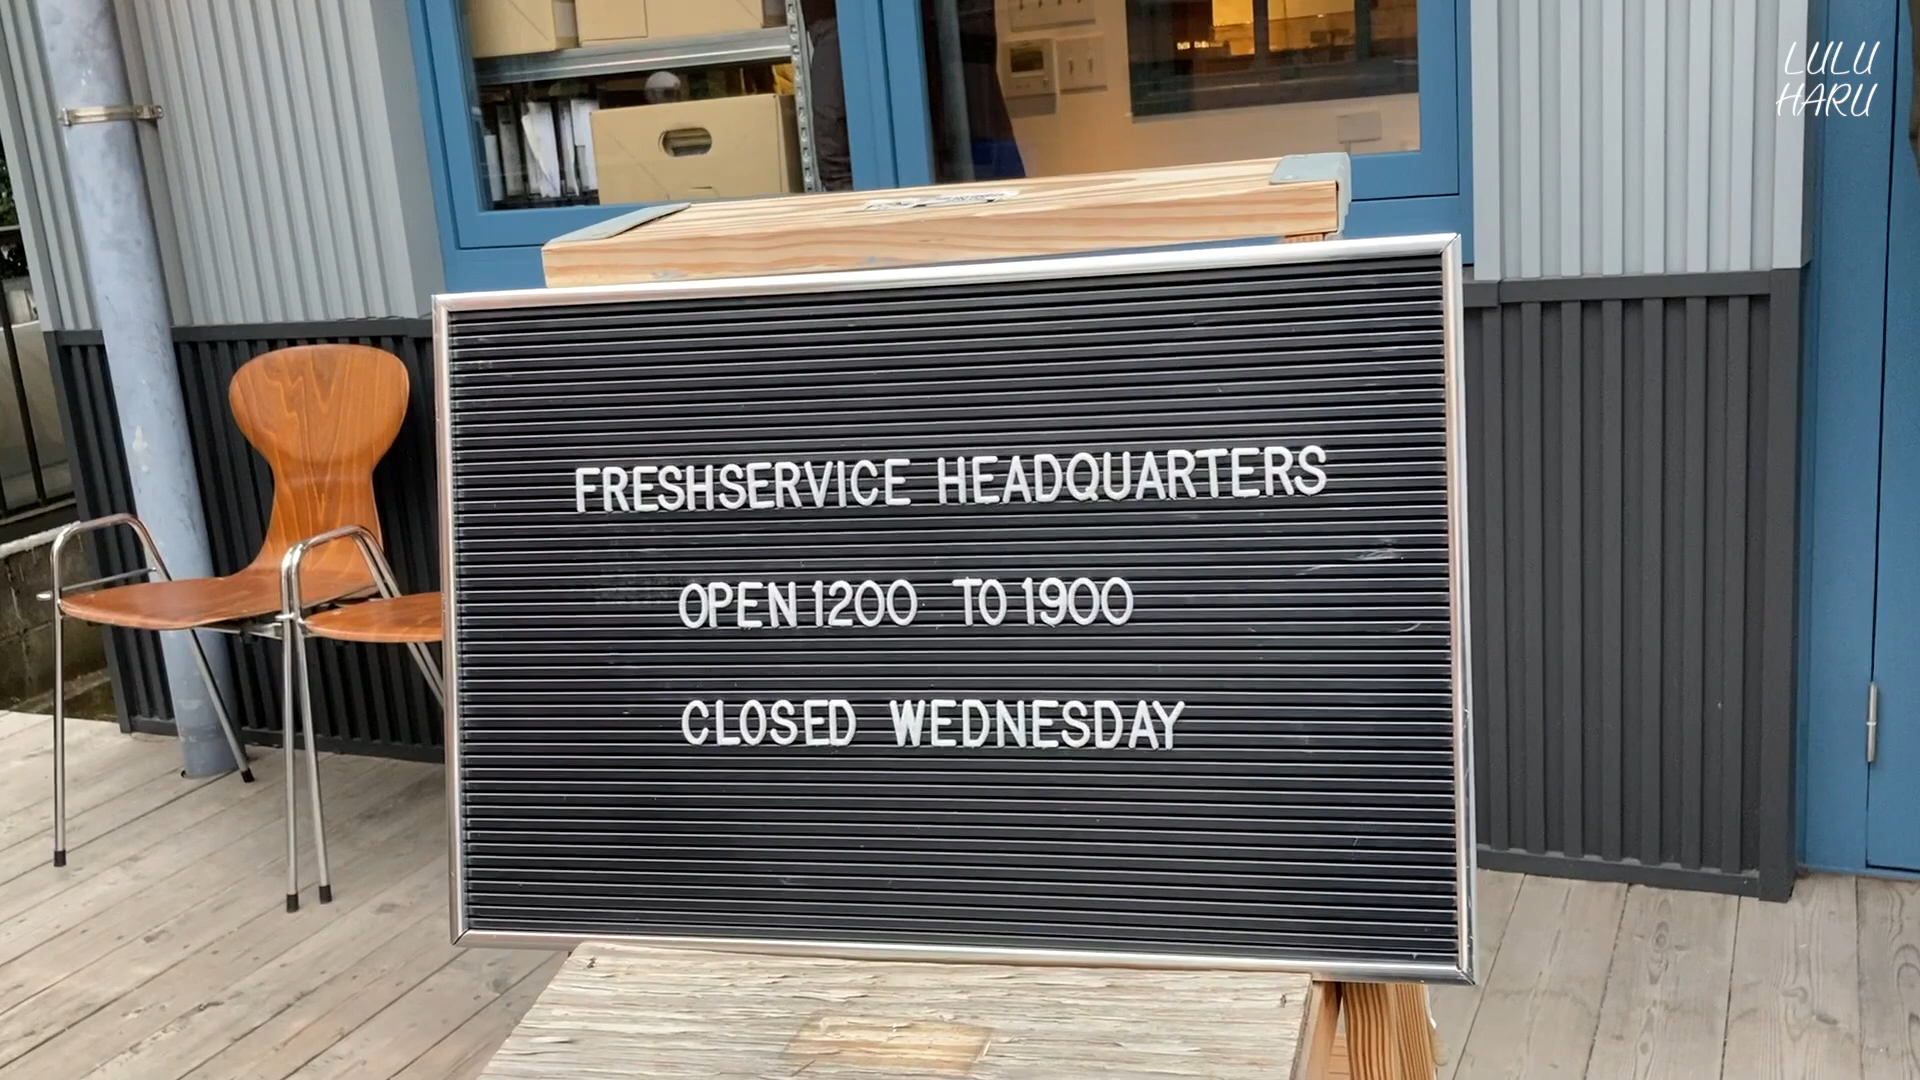 LULU
HARU
FRESHSERVICE HEADQUARTERS
OPEN 1200 TO 1900
CLOSED WEDNESDAY